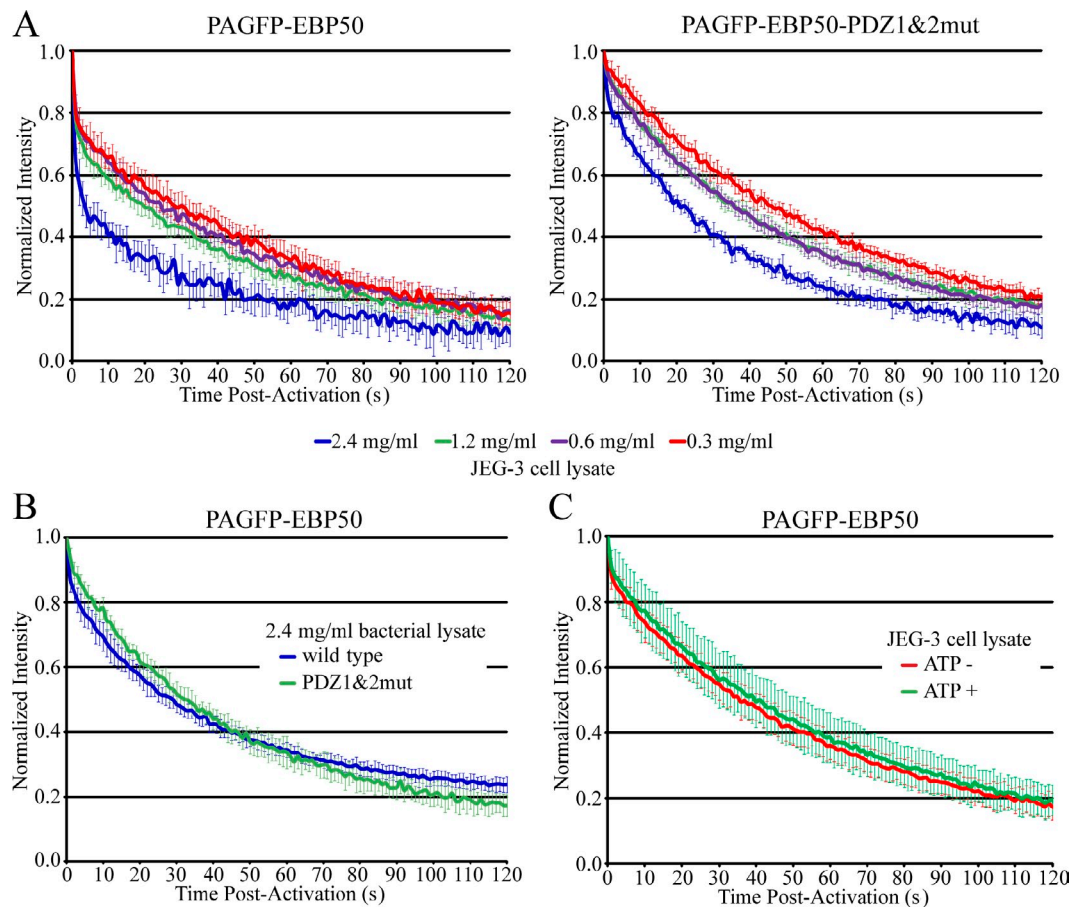 A
PAGFP-EBP50
PAGFP-EBP50-PDZ1&2mut
Normalized Intensity
1.0
0.8
0.6
0.4
0.2
0.0
0 10 20 30 40 50 60 70 80 90 100 110 120
Time Post-Activation (s)
Normalized Intensity
1.0
0.8
0.6
0.4
0.2
0.0
0 10 20 30 40 50 60 70 80 90 100 110 120
Time Post-Activation (s)
2.4 mg/ml 1.2 mg/ml 0.6 mg/ml 0.3 mg/ml
JEG-3 cell lysate
B
PAGFP-EBP50
Normalized Intensity
1.0
0.8
0.6
0.4
0.2
0.0
2.4 mg/ml bacterial lysate
wild type
PDZ1&2mut
0 10 20 30 40 50 60 70 80 90 100 110 120
Time Post-Activation (s)
C
PAGFP-EBP50
Normalized Intensity
1.0
0.8
0.6
0.4
0.2
0.0
JEG-3 cell lysate
ATP -
ATP +
0 10 20 30 40 50 60 70 80 90 100 110 120
Time Post-Activation (s)